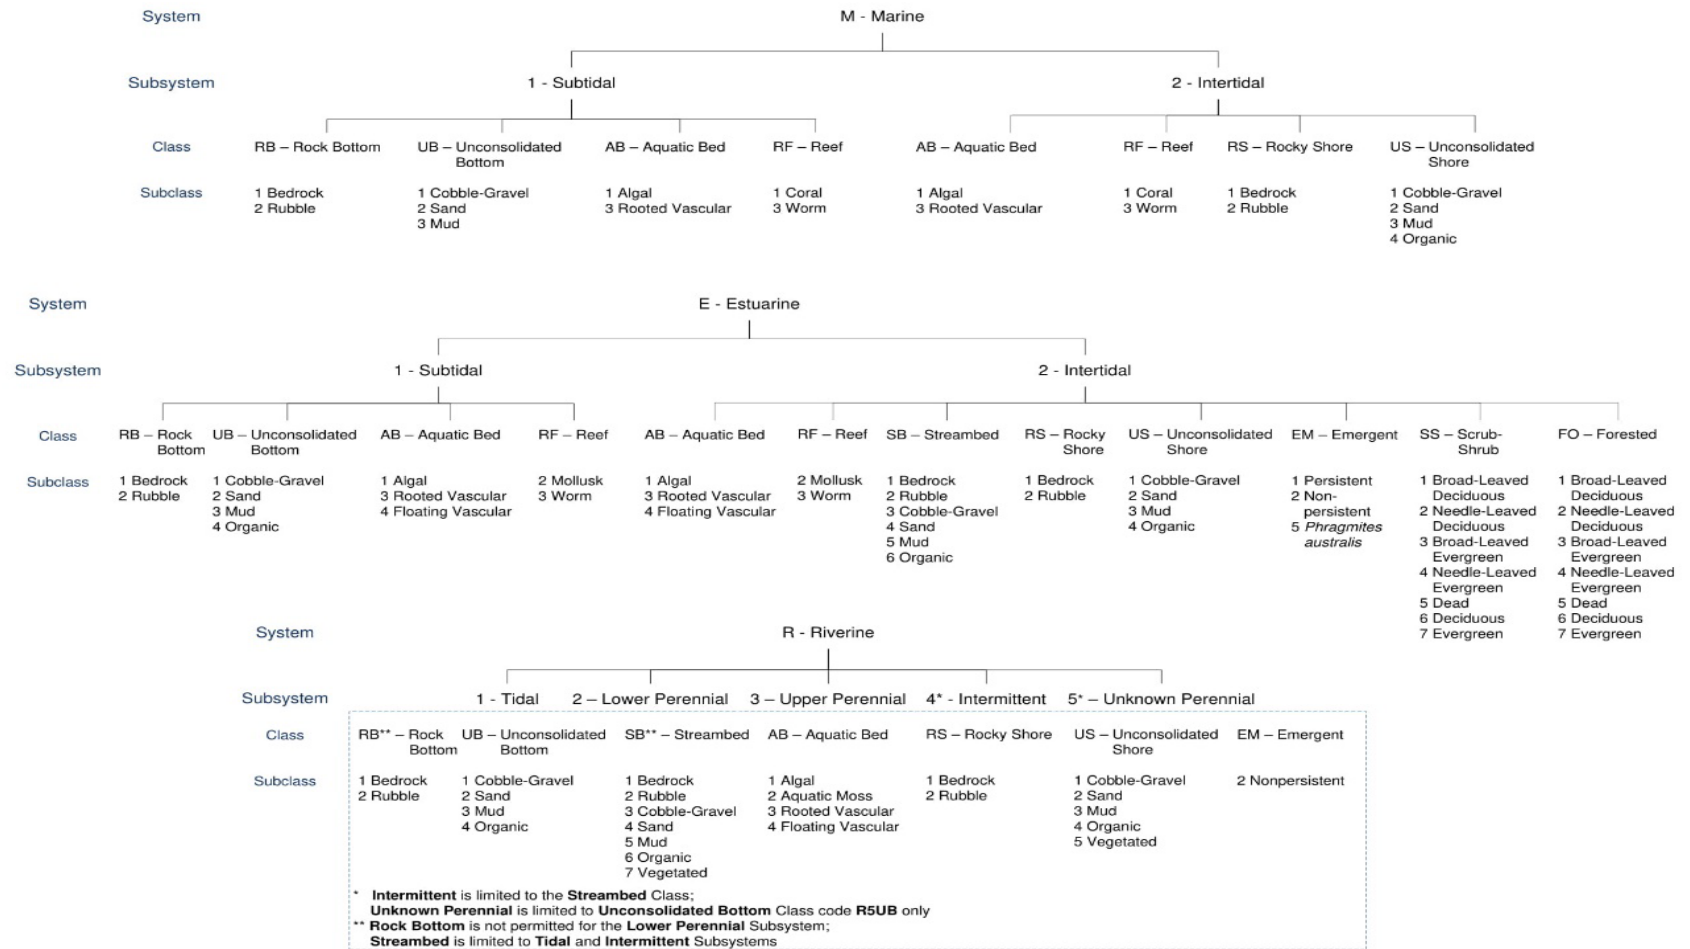 System M - Marine
Subsystem 1 - Subtidal 2 - Intertidal
Class RB – Rock Bottom UB – Unconsolidated Bottom AB – Aquatic Bed RF – Reef AB – Aquatic Bed RF – Reef RS – Rocky Shore US – Unconsolidated Shore
Subclass
1 Bedrock
2 Rubble
1 Cobble-Gravel
2 Sand
3 Mud
1 Algal
3 Rooted Vascular
1 Coral
3 Worm
1 Algal
3 Rooted Vascular
1 Coral
3 Worm
1 Bedrock
2 Rubble
1 Cobble-Gravel
2 Sand
3 Mud
4 Organic
System E - Estuarine
Subsystem 1 - Subtidal 2 - Intertidal
Class RB – Rock Bottom UB – Unconsolidated Bottom AB – Aquatic Bed RF – Reef AB – Aquatic Bed RF – Reef SB – Streambed RS – Rocky Shore US – Unconsolidated Shore EM – Emergent SS – Scrub-Shrub FO – Forested
Subclass
1 Bedrock
2 Rubble
1 Cobble-Gravel
2 Sand
3 Mud
4 Organic
1 Algal
3 Rooted Vascular
4 Floating Vascular
2 Mollusk
3 Worm
1 Algal
3 Rooted Vascular
4 Floating Vascular
2 Mollusk
3 Worm
1 Bedrock
2 Rubble
3 Cobble-Gravel
4 Sand
5 Mud
6 Organic
1 Bedrock
2 Rubble
1 Cobble-Gravel
2 Sand
3 Mud
4 Organic
1 Persistent
2 Non-
persistent
5 Phragmites
australis
1 Broad-Leaved
Deciduous
2 Needle-Leaved
Deciduous
3 Broad-Leaved
Evergreen
4 Needle-Leaved
Evergreen
5 Dead
6 Deciduous
7 Evergreen
1 Broad-Leaved
Deciduous
2 Needle-Leaved
Deciduous
3 Broad-Leaved
Evergreen
4 Needle-Leaved
Evergreen
5 Dead
6 Deciduous
7 Evergreen
System R - Riverine
Subsystem 1 - Tidal 2 – Lower Perennial 3 – Upper Perennial 4* - Intermittent 5* – Unknown Perennial
Class RB** – Rock Bottom UB – Unconsolidated Bottom SB** – Streambed AB – Aquatic Bed RS – Rocky Shore US – Unconsolidated Shore EM – Emergent
Subclass
1 Bedrock
2 Rubble
1 Cobble-Gravel
2 Sand
3 Mud
4 Organic
1 Bedrock
2 Rubble
3 Cobble-Gravel
4 Sand
5 Mud
6 Organic
7 Vegetated
1 Algal
2 Aquatic Moss
3 Rooted Vascular
4 Floating Vascular
1 Bedrock
2 Rubble
1 Cobble-Gravel
2 Sand
3 Mud
4 Organic
5 Vegetated
2 Nonpersistent
* Intermittent is limited to the Streambed Class;
Unknown Perennial is limited to Unconsolidated Bottom Class code R5UB only
** Rock Bottom is not permitted for the Lower Perennial Subsystem;
Streambed is limited to Tidal and Intermittent Subsystems